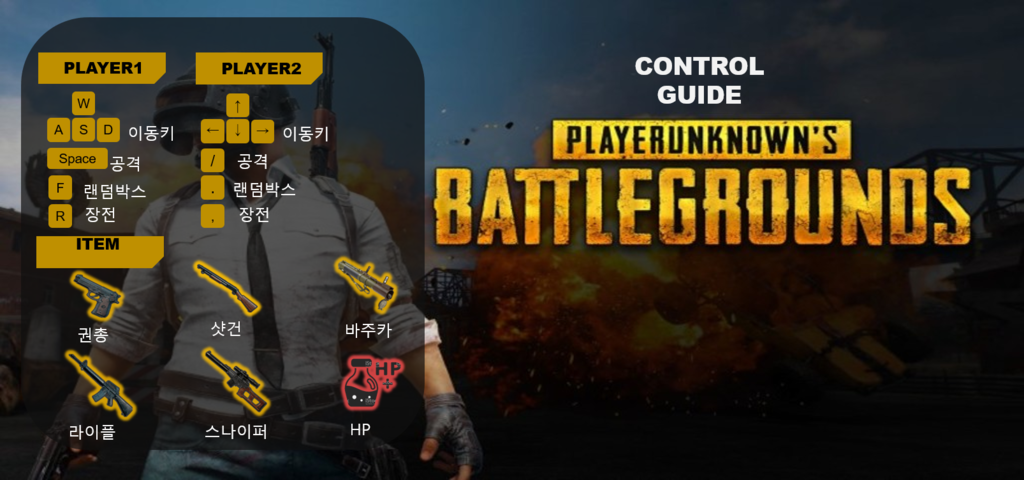 PLAYER1
W
A S D 이동키
Space 공격
F 랜덤박스
R 장전
PLAYER2
↑
← ↓ → 이동키
/ 공격
. 랜덤박스
, 장전
ITEM
권총
샷건
바주카
라이플
스나이퍼
HP+
HP
CONTROL
GUIDE
PLAYERUNKNOWN'S
BATTLEGROUNDS